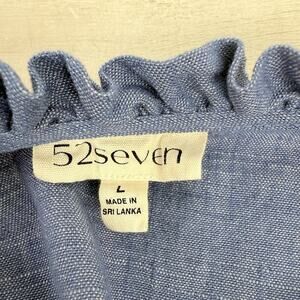 52seven
L
MADE IN
SRI LANKA